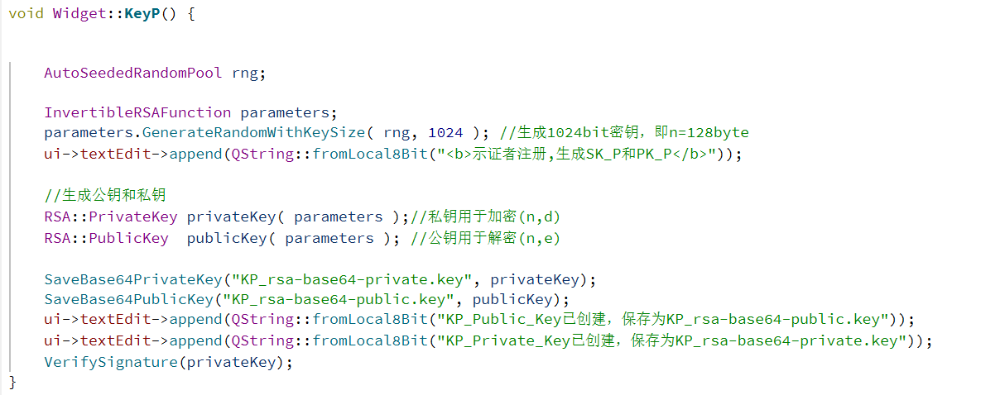 void Widget::KeyP() {
AutoSeededRandomPool rng;
InvertibleRSAFunction parameters;
parameters.GenerateRandomWithKeySize( rng, 1024 ); //生成1024bit密钥，即n=128byte
ui->textEdit->append(QString::fromLocal8Bit("<b>示证者注册,生成SK_P和PK_P</b>"));
//生成公钥和私钥
RSA::PrivateKey privateKey( parameters );//私钥用于加密(n,d)
RSA::PublicKey  publicKey( parameters ); //公钥用于解密(n,e)
SaveBase64PrivateKey("KP_rsa-base64-private.key", privateKey);
SaveBase64PublicKey("KP_rsa-base64-public.key", publicKey);
ui->textEdit->append(QString::fromLocal8Bit("KP_Public_Key已创建，保存为KP_rsa-base64-public.key"));
ui->textEdit->append(QString::fromLocal8Bit("KP_Private_Key已创建，保存为KP_rsa-base64-private.key"));
VerifySignature(privateKey);
}